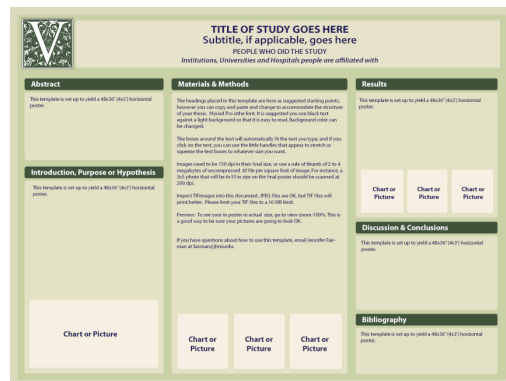 V
TITLE OF STUDY GOES HERE
Subtitle, if applicable, goes here
PEOPLE WHO DID THE STUDY
Institutions, Universities and Hospitals people are affiliated with
Abstract
This template is set up to yield a 48x36" (4x3') horizontal
poster.
Introduction, Purpose or Hypothesis
This template is set up to yield a 48x36" (4x3') horizontal
poster.
Chart or Picture
Materials & Methods
The headings placed in this template are here as suggested starting points,
however you can copy and paste and change to accommodate the structure
of your thesis. Myriad Pro is the font. It is suggested you use black text
against a light background so that it is easy to read. Background color can
be changed.
The boxes around the text will automatically fit the text you type, and if you
click on the text, you can use the little handles that appear to stretch or
squeeze the text boxes to whatever size you want.
Images need to be 150 dpi in their final size, or use a rule of thumb of 2 to 4
megabytes of uncompressed .tif file per square foot of image. For instance, a
3x5 photo that will be 6x10 in size on the final poster should be scanned at
200 dpi.
Import TIF images into this document, JPEG files are OK, but TIF files will
print better. Please limit your TIF files to a 16 MB limit.
Preview: To see your in poster in actual size, go to view-zoom-100%. This is
a good way to be sure your pictures are going to look OK.
If you have questions about how to use this template, email Jennifer Fair-
man at fairman@jhmi.edu.
Chart or
Picture
Chart or
Picture
Chart or
Picture
Results
This template is set up to yield a 48x36" (4x3') horizontal
poster.
Chart or
Picture
Chart or
Picture
Chart or
Picture
Discussion & Conclusions
This template is set up to yield a 48x36" (4x3') horizontal
poster.
Bibliography
This template is set up to yield a 48x36" (4x3') horizontal
poster.